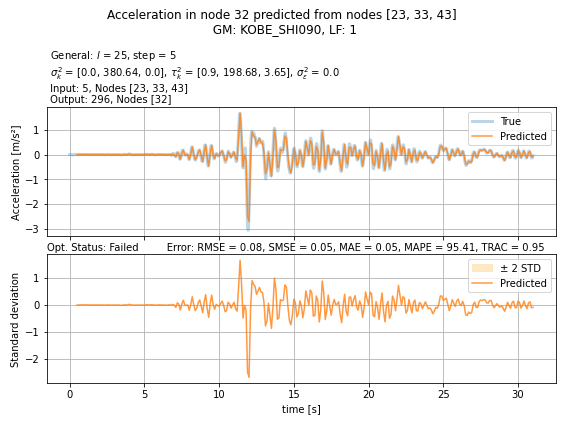 Acceleration in node 32 predicted from nodes [23, 33, 43]
GM: KOBE_SHI090, LF: 1
General: l = 25, step = 5
σ²ₖ = [0.0, 380.64, 0.0], τ²ₖ = [0.9, 198.68, 3.65], σ²ₑ = 0.0
Input: 5, Nodes [23, 33, 43]
Output: 296, Nodes [32]
Acceleration [m/s²]
1
0
−1
−2
−3
True
Predicted
Opt. Status: Failed Error: RMSE = 0.08, SMSE = 0.05, MAE = 0.05, MAPE = 95.41, TRAC = 0.95
Standard deviation
1
0
−1
−2
± 2 STD
Predicted
0 5 10 15 20 25 30
time [s]